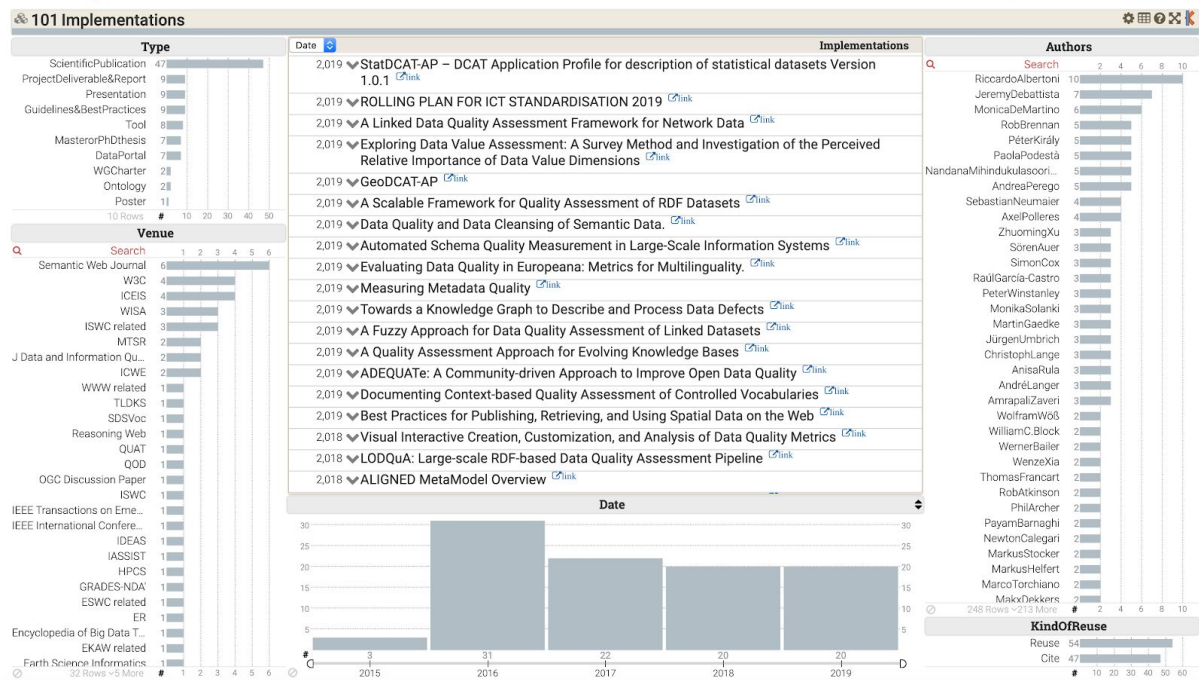 101 Implementations
Type
ScientificPublication 47
ProjectDeliverable&Report 9
Presentation 9
Guidelines&BestPractices 9
Tool 8
MasterorPhDthesis 7
DataPortal 7
WGCharter 2
Ontology 2
Poster 1
10 Rows # 10 20 30 40 50
Venue
Search 1 2 3 4 5 6
Semantic Web Journal 6
W3C 4
ICEIS 4
WISA 3
ISWC related 3
MTSR 2
J Data and Information Qu... 2
ICWE 2
WWW related 1
TLDKS 1
SDSVoc 1
Reasoning Web 1
QUAT 1
QOD 1
OGC Discussion Paper 1
ISWC 1
IEEE Transactions on Eme... 1
IEEE International Confere... 1
IDEAS 1
IASSIST 1
HPCS 1
GRADES-NDA' 1
ESWC related 1
ER 1
Encyclopedia of Big Data T... 1
EKAW related 1
Earth Science Informatics 1
32 Rows 5 More # 1 2 3 4 5 6
Date Implementations
2,019 StatDCAT-AP – DCAT Application Profile for description of statistical datasets Version
1.0.1 link
2,019 ROLLING PLAN FOR ICT STANDARDISATION 2019 link
2,019 A Linked Data Quality Assessment Framework for Network Data link
2,019 Exploring Data Value Assessment: A Survey Method and Investigation of the Perceived
Relative Importance of Data Value Dimensions link
2,019 GeoDCAT-AP link
2,019 A Scalable Framework for Quality Assessment of RDF Datasets link
2,019 Data Quality and Data Cleansing of Semantic Data. link
2,019 Automated Schema Quality Measurement in Large-Scale Information Systems link
2,019 Evaluating Data Quality in Europeana: Metrics for Multilinguality. link
2,019 Measuring Metadata Quality link
2,019 Towards a Knowledge Graph to Describe and Process Data Defects link
2,019 A Fuzzy Approach for Data Quality Assessment of Linked Datasets link
2,019 A Quality Assessment Approach for Evolving Knowledge Bases link
2,019 ADEQUATe: A Community-driven Approach to Improve Open Data Quality link
2,019 Documenting Context-based Quality Assessment of Controlled Vocabularies link
2,019 Best Practices for Publishing, Retrieving, and Using Spatial Data on the Web link
2,018 Visual Interactive Creation, Customization, and Analysis of Data Quality Metrics link
2,018 LODQuA: Large-scale RDF-based Data Quality Assessment Pipeline link
2,018 ALIGNED MetaModel Overview link
Date
30 30
25 25
20 20
15 15
10 10
5 5
# 3 31 22 20 20
2015 2016 2017 2018 2019
Authors
Search 2 4 6 8 10
RiccardoAlbertoni 10
JeremyDebattista 7
MonicaDeMartino 6
RobBrennan 5
PéterKirály 5
PaolaPodestà 5
NandanaMihindukulasoori... 5
AndreaPerego 5
SebastianNeumaier 4
AxelPolleres 4
ZhuomingXu 3
SörenAuer 3
SimonCox 3
RaúlGarcía-Castro 3
PeterWinstanley 3
MonikaSolanki 3
MartinGaedke 3
JürgenUmbrich 3
ChristophLange 3
AnisaRula 3
AndréLanger 3
AmrapaliZaveri 3
WolframWöß 2
WilliamC.Block 2
WernerBailer 2
WenzeXia 2
ThomasFrancart 2
RobAtkinson 2
PhilArcher 2
PayamBarnaghi 2
NewtonCalegari 2
MarkusStocker 2
MarkusHelfert 2
MarcoTorchiano 2
MakxDekkers 2
248 Rows 213 More # 2 4 6 8 10
KindOfReuse
Reuse 54
Cite 47
# 10 20 30 40 50 60